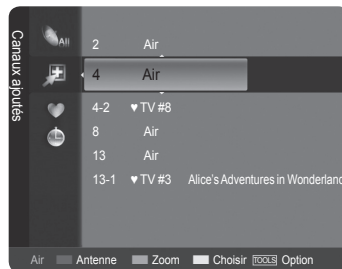 Canaux ajoutés
All
2 Air
4 Air
4-2 ♥ TV #8
8 Air
13 Air
13-1 ♥ TV #3 Alice's Adventures in Wonderland
Air Antenne Zoom Choisir TOOLS Option